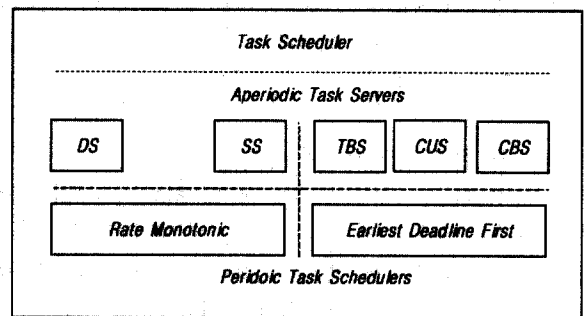 Task Scheduler
Aperiodic Task Servers
DS SS TBS CUS CBS
Rate Monotonic Earliest Deadline First
Peridoic Task Schedulers